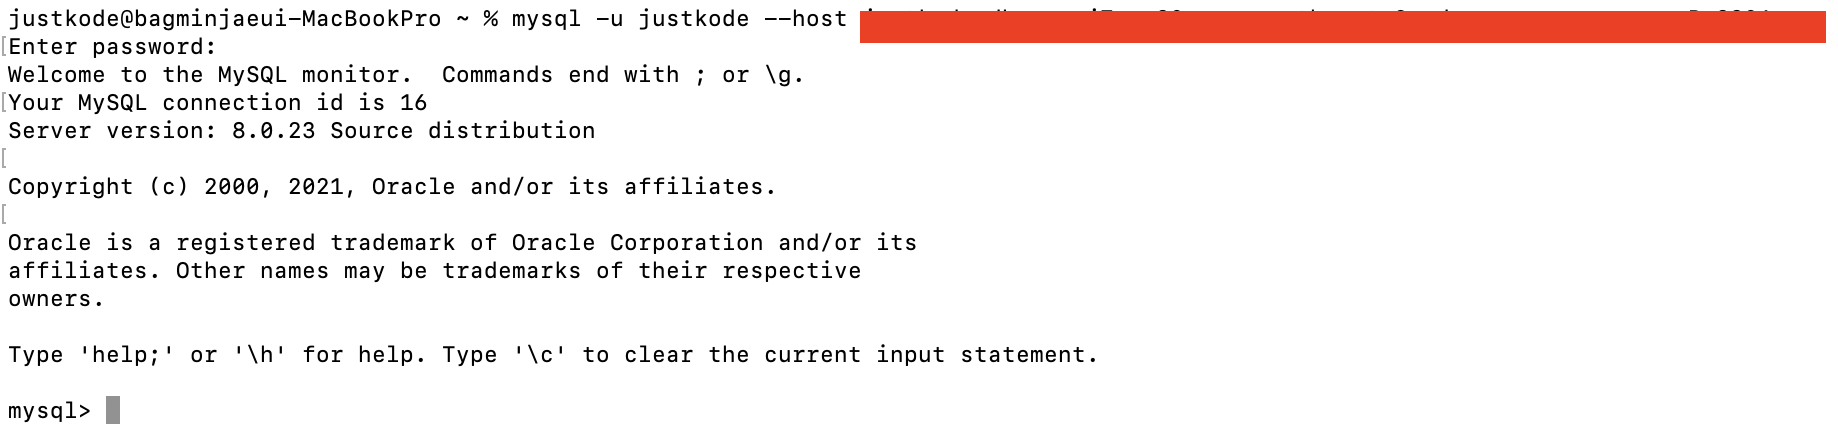 justkode@bagminjaeui-MacBookPro ~ % mysql -u justkode --host
Enter password:
Welcome to the MySQL monitor.  Commands end with ; or \g.
Your MySQL connection id is 16
Server version: 8.0.23 Source distribution
Copyright (c) 2000, 2021, Oracle and/or its affiliates.
Oracle is a registered trademark of Oracle Corporation and/or its
affiliates. Other names may be trademarks of their respective
owners.
Type 'help;' or '\h' for help. Type '\c' to clear the current input statement.
mysql>